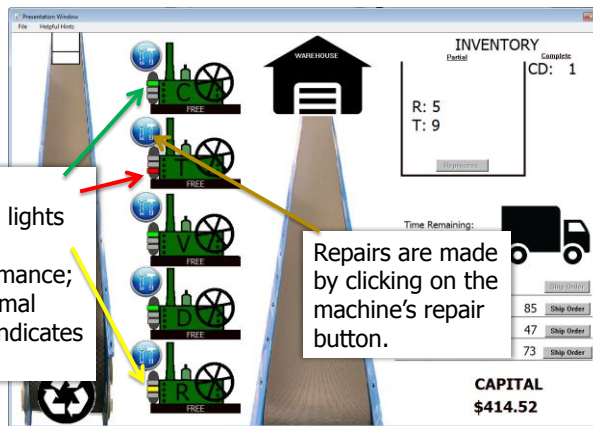 Presentation Window
File Helpful Hints
C
FREE
T
FREE
V
FREE
D
FREE
R
FREE
WAREHOUSE
INVENTORY
Partial Complete
CD: 1
R: 5
T: 9
Reprocess
Time Remaining:
Ship Order
85 Ship Order
47 Ship Order
73 Ship Order
CAPITAL
$414.52
lights
mance;
mal
ndicates
Repairs are made
by clicking on the
machine's repair
button.